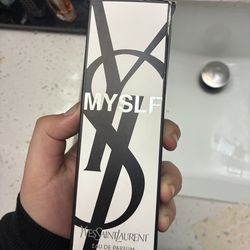 MYSLF
YVESSAINTLAURENT
EAU DE PARFUM